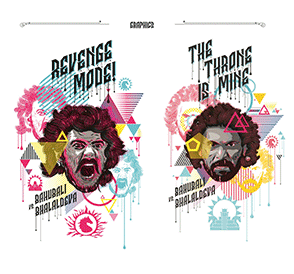 GRAPHICS
REVENGE
MODE!
BAHUBALI
vs.
BHALALDEVA
THE
THRONE
IS MINE
BAHUBALI
vs.
BHALALDEVA